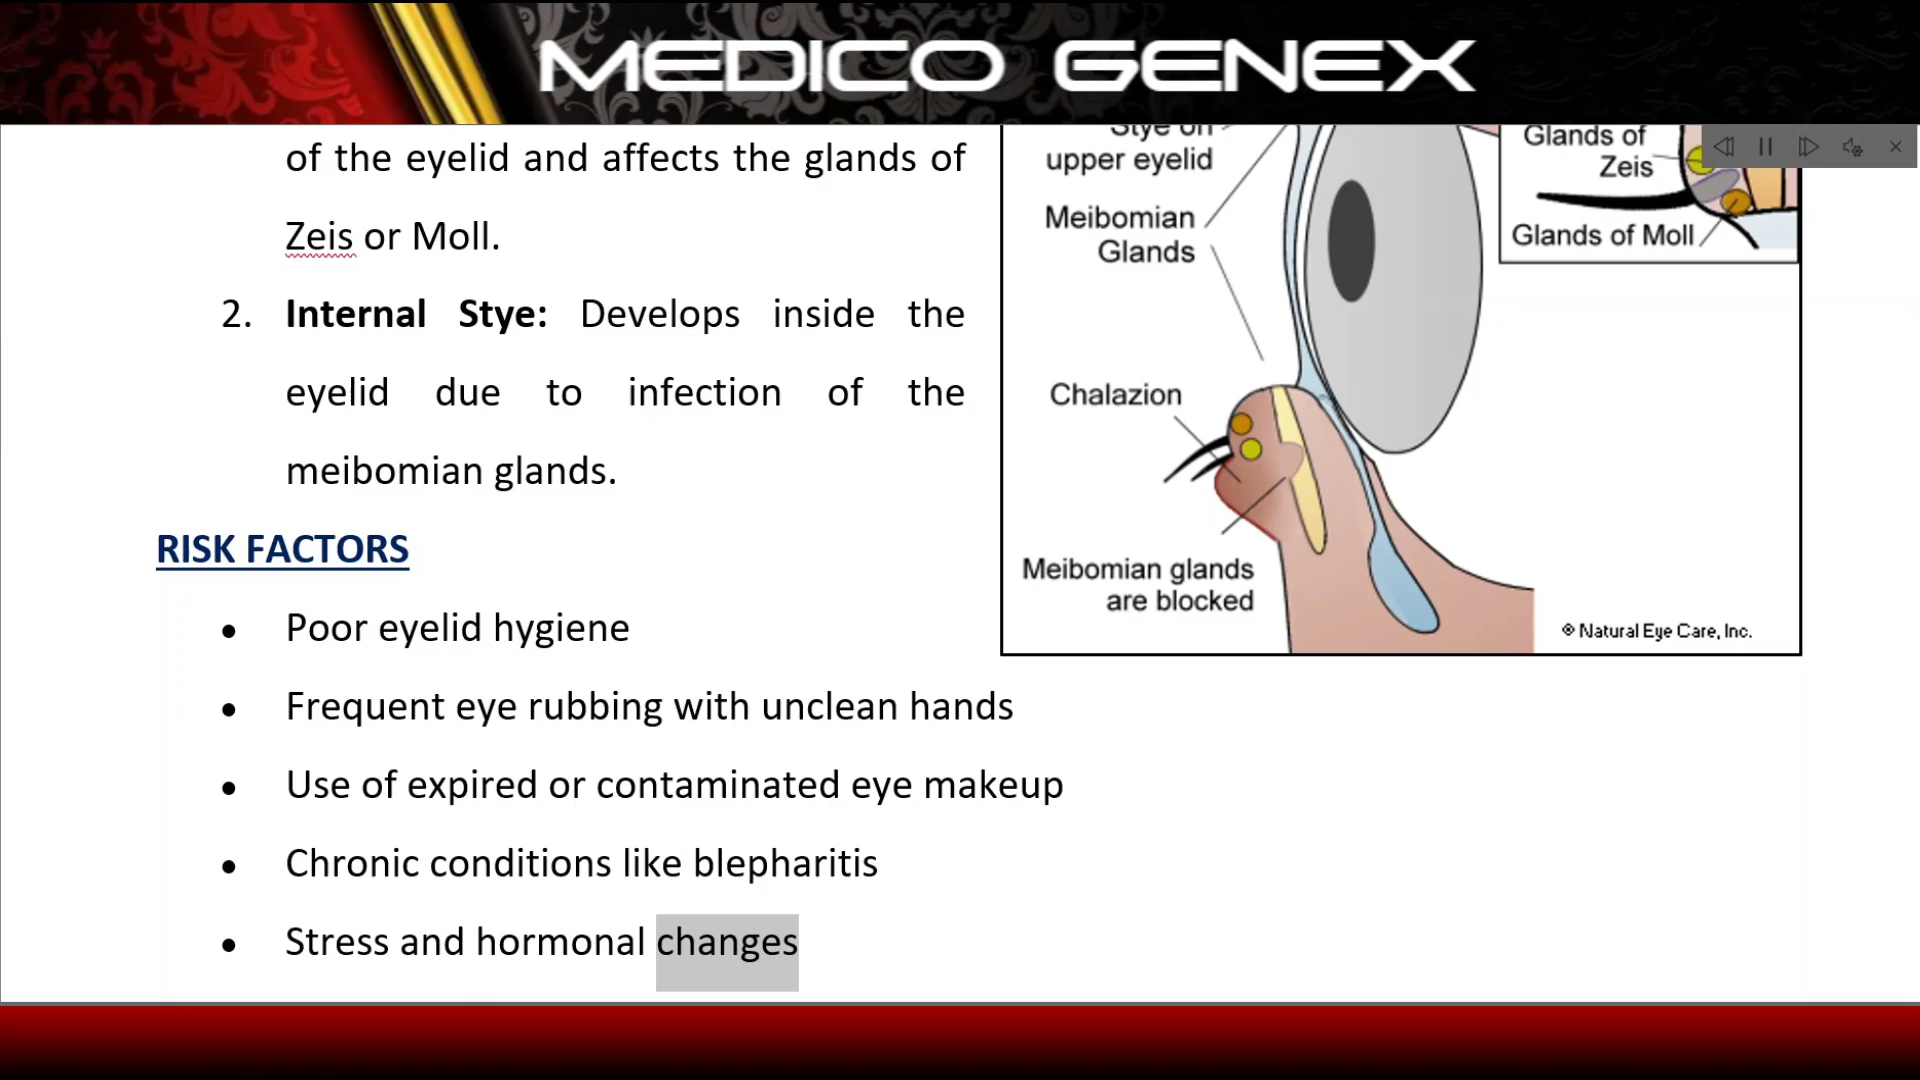 MEDICO GENEX
of the eyelid and affects the glands of
Zeis or Moll.
2. Internal Stye: Develops inside the
eyelid due to infection of the
meibomian glands.
RISK FACTORS
• Poor eyelid hygiene
• Frequent eye rubbing with unclean hands
• Use of expired or contaminated eye makeup
• Chronic conditions like blepharitis
• Stress and hormonal changes
Stye on
upper eyelid
Meibomian
Glands
Chalazion
Meibomian glands
are blocked
Glands of
Zeis
Glands of Moll
® Natural Eye Care, Inc.